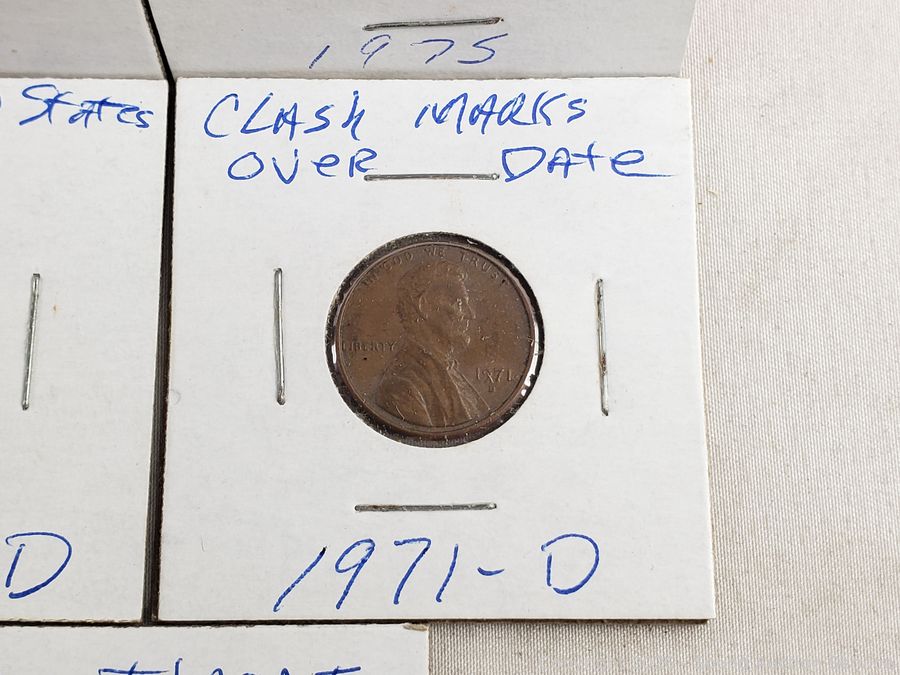 1975
States
CLASH MARKS
OVER DATE
IN GOD WE TRUST
LIBERTY
1971
D
1971-D
D